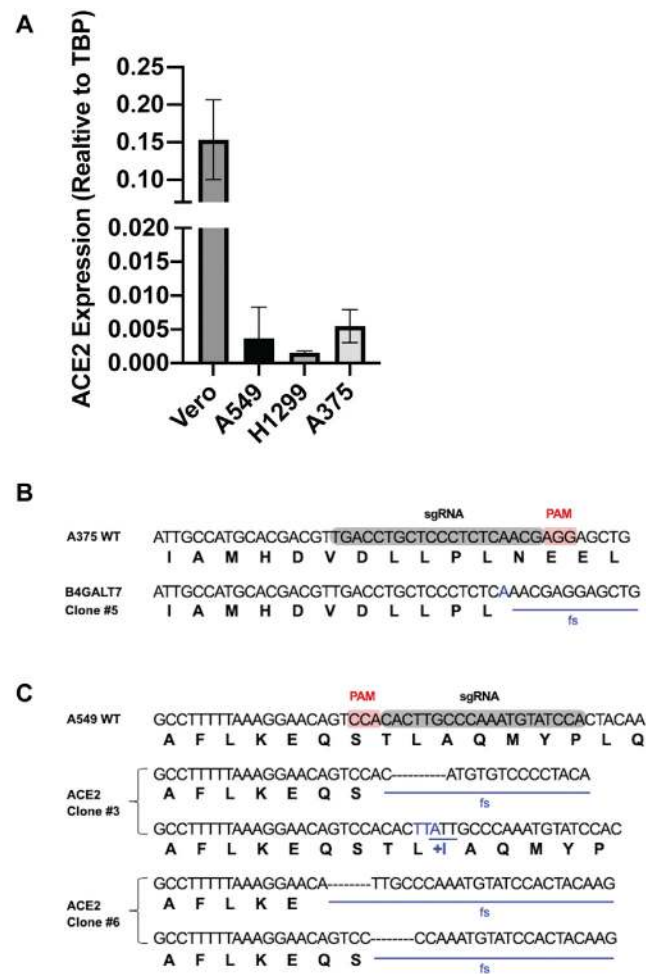 A
ACE2 Expression (Realtive to TBP)
0.25
0.20
0.15
0.10
0.020
0.015
0.010
0.005
0.000
Vero
A549
H1299
A375
B
sgRNA
PAM
A375 WT
ATTGCCATGCACGACGTTGACCTGCTCCCTCTCAACGAGGAGCTG
I A M H D V D L L P L N E E L
B4GALT7
Clone #5
ATTGCCATGCACGACGTTGACCTGCTCCCTCTCAAACGAGGAGCTG
I A M H D V D L L P L
fs
C
PAM
sgRNA
A549 WT
GCCTTTTTAAAGGAACAGTCCACACTTGCCCAAATGTATCCACTACAA
A F L K E Q S T L A Q M Y P L Q
ACE2
Clone #3
GCCTTTTTAAAGGAACAGTCCAC----------ATGTGTCCCCTACA
A F L K E Q S
fs
GCCTTTTTAAAGGAACAGTCCACACTTATTGCCCAAATGTATCCAC
A F L K E Q S T L +I A Q M Y P
ACE2
Clone #6
GCCTTTTTAAAGGAACA--------TTGCCCAAATGTATCCACTACAAG
A F L K E
fs
GCCTTTTTAAAGGAACAGTCC-------CCAAATGTATCCACTACAAG
A F L K E Q S
fs